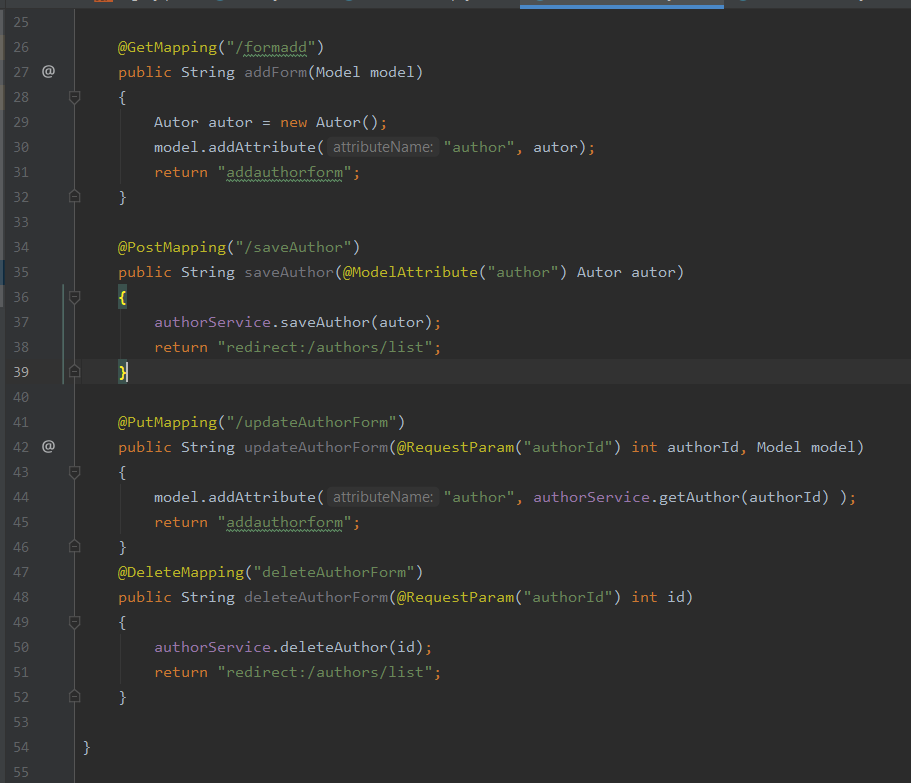 25
26 @GetMapping("/formadd")
27 @ public String addForm(Model model)
28 {
29 Autor autor = new Autor();
30 model.addAttribute( attributeName: "author", autor);
31 return "addauthorform";
32 }
33
34 @PostMapping("/saveAuthor")
35 public String saveAuthor(@ModelAttribute("author") Autor autor)
36 {
37 authorService.saveAuthor(autor);
38 return "redirect:/authors/list";
39 }
40
41 @PutMapping("/updateAuthorForm")
42 @ public String updateAuthorForm(@RequestParam("authorId") int authorId, Model model)
43 {
44 model.addAttribute( attributeName: "author", authorService.getAuthor(authorId) );
45 return "addauthorform";
46 }
47 @DeleteMapping("deleteAuthorForm")
48 public String deleteAuthorForm(@RequestParam("authorId") int id)
49 {
50 authorService.deleteAuthor(id);
51 return "redirect:/authors/list";
52 }
53
54 }
55